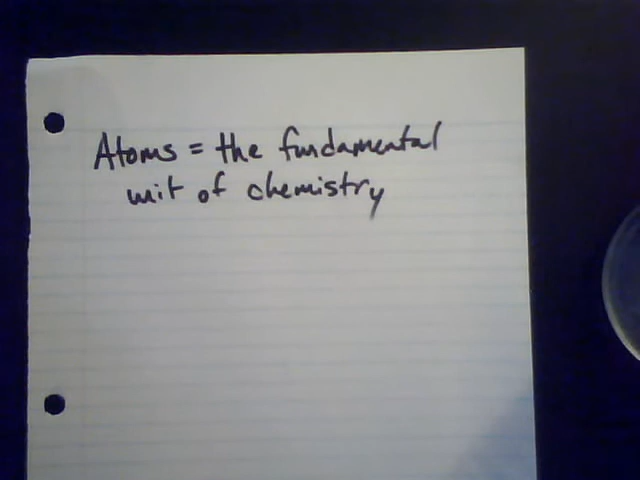 Atoms = the fundamental
unit of chemistry